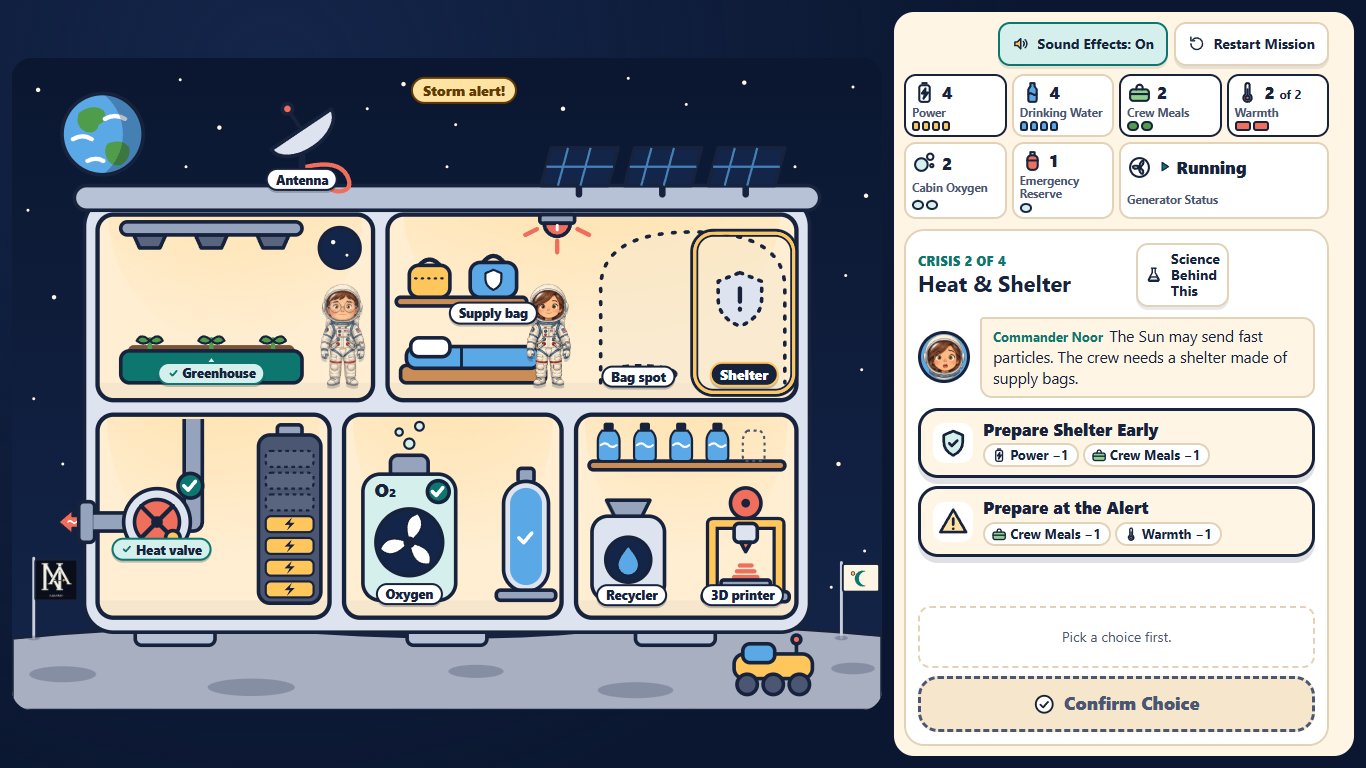 Storm alert!
Antenna
Supply bag
Greenhouse
Bag spot
Shelter
O₂
Heat valve
Oxygen
Recycler
3D printer
Sound Effects: On
Restart Mission
4
Power
4
Drinking Water
2
Crew Meals
2 of 2
Warmth
2
Cabin Oxygen
1
Emergency
Reserve
Running
Generator Status
CRISIS 2 OF 4
Heat & Shelter
Science
Behind
This
Commander Noor The Sun may send fast
particles. The crew needs a shelter made of
supply bags.
Prepare Shelter Early
Power −1
Crew Meals −1
Prepare at the Alert
Crew Meals −1
Warmth −1
Pick a choice first.
Confirm Choice